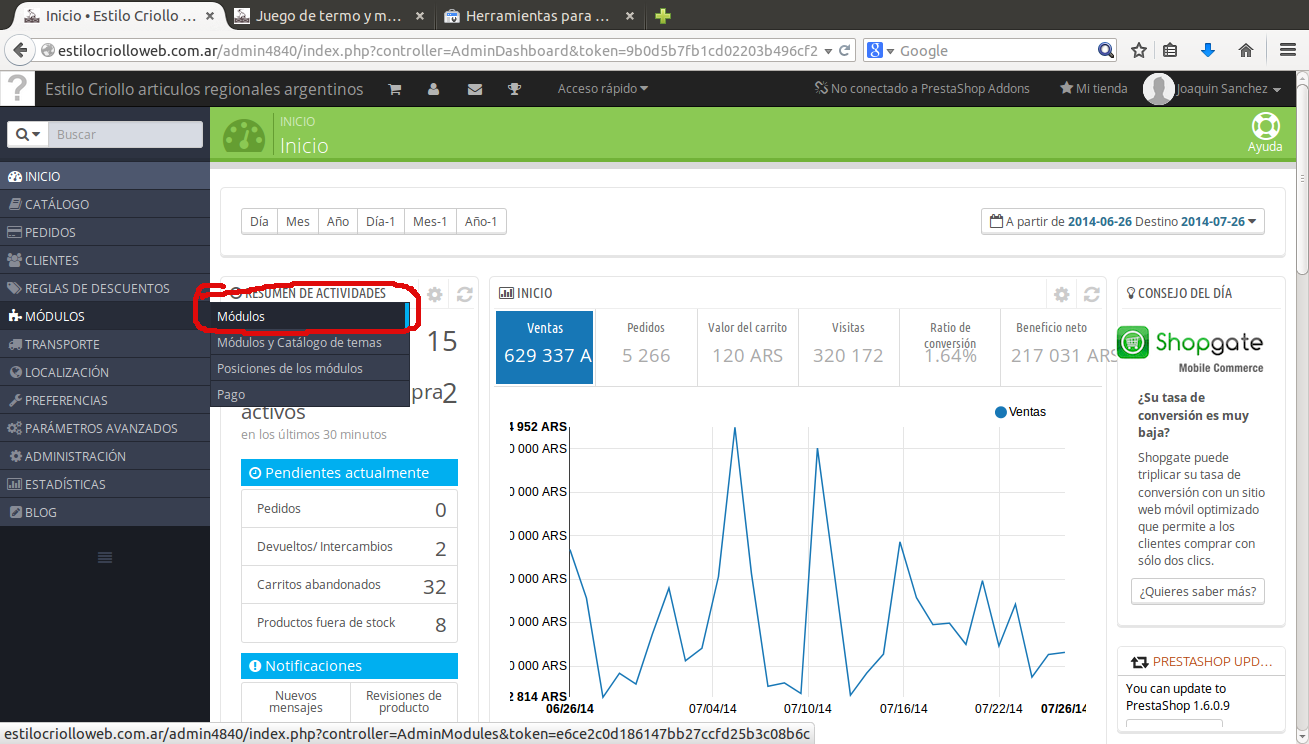 Inicio • Estilo Criollo ...
Juego de termo y m...
Herramientas para ...
estilocriolloweb.com.ar/admin4840/index.php?controller=AdminDashboard&token=9b0d5b7fb1cd02203b496cf2
Google
Estilo Criollo articulos regionales argentinos
Acceso rápido
No conectado a PrestaShop Addons
Mi tienda
Joaquin Sanchez
Buscar
INICIO
Inicio
Ayuda
INICIO
CATÁLOGO
PEDIDOS
CLIENTES
REGLAS DE DESCUENTOS
MÓDULOS
TRANSPORTE
LOCALIZACIÓN
PREFERENCIAS
PARÁMETROS AVANZADOS
ADMINISTRACIÓN
ESTADÍSTICAS
BLOG
Módulos
Módulos y Catálogo de temas
Posiciones de los módulos
Pago
Día Mes Año Día-1 Mes-1 Año-1
A partir de 2014-06-26 Destino 2014-07-26
RESUMEN DE ACTIVIDADES
15
pra 2
activos
en los últimos 30 minutos
Pendientes actualmente
Pedidos 0
Devueltos/ Intercambios 2
Carritos abandonados 32
Productos fuera de stock 8
Notificaciones
Nuevos mensajes
Revisiones de producto
INICIO
Ventas
629 337 A
Pedidos
5 266
Valor del carrito
120 ARS
Visitas
320 172
Ratio de conversión
1.64%
Beneficio neto
217 031 ARS
Ventas
4 952 ARS
0 000 ARS
0 000 ARS
0 000 ARS
0 000 ARS
0 000 ARS
0 000 ARS
2 814 ARS
06/26/14 07/04/14 07/10/14 07/16/14 07/22/14 07/26/14
CONSEJO DEL DÍA
Shopgate
Mobile Commerce
¿Su tasa de
conversión es muy
baja?
Shopgate puede
triplicar su tasa de
conversión con un sitio
web móvil optimizado
que permite a los
clientes comprar con
sólo dos clics.
¿Quieres saber más?
PRESTASHOP UPD...
You can update to
PrestaShop 1.6.0.9
estilocriolloweb.com.ar/admin4840/index.php?controller=AdminModules&token=e6ce2c0d186147bb27ccfd25b3c08b6c